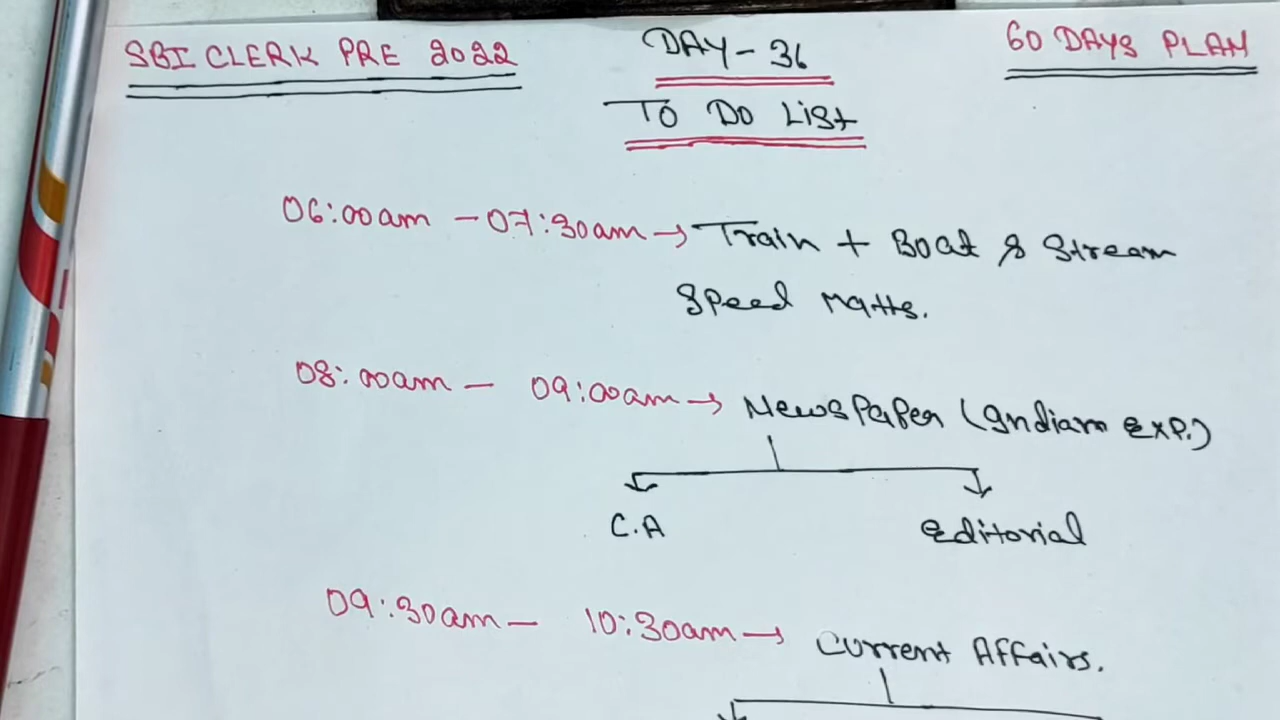 SBI CLERK PRE 2022
DAY-36
60 DAYS PLAN
TO DO List
06:00am - 07:30am → Train + Boat & Stream
Speed Maths.
08:00am - 09:00am → Newspaper (Indian Exp.)
C.A
Editorial
09:30am - 10:30am → Current Affairs.